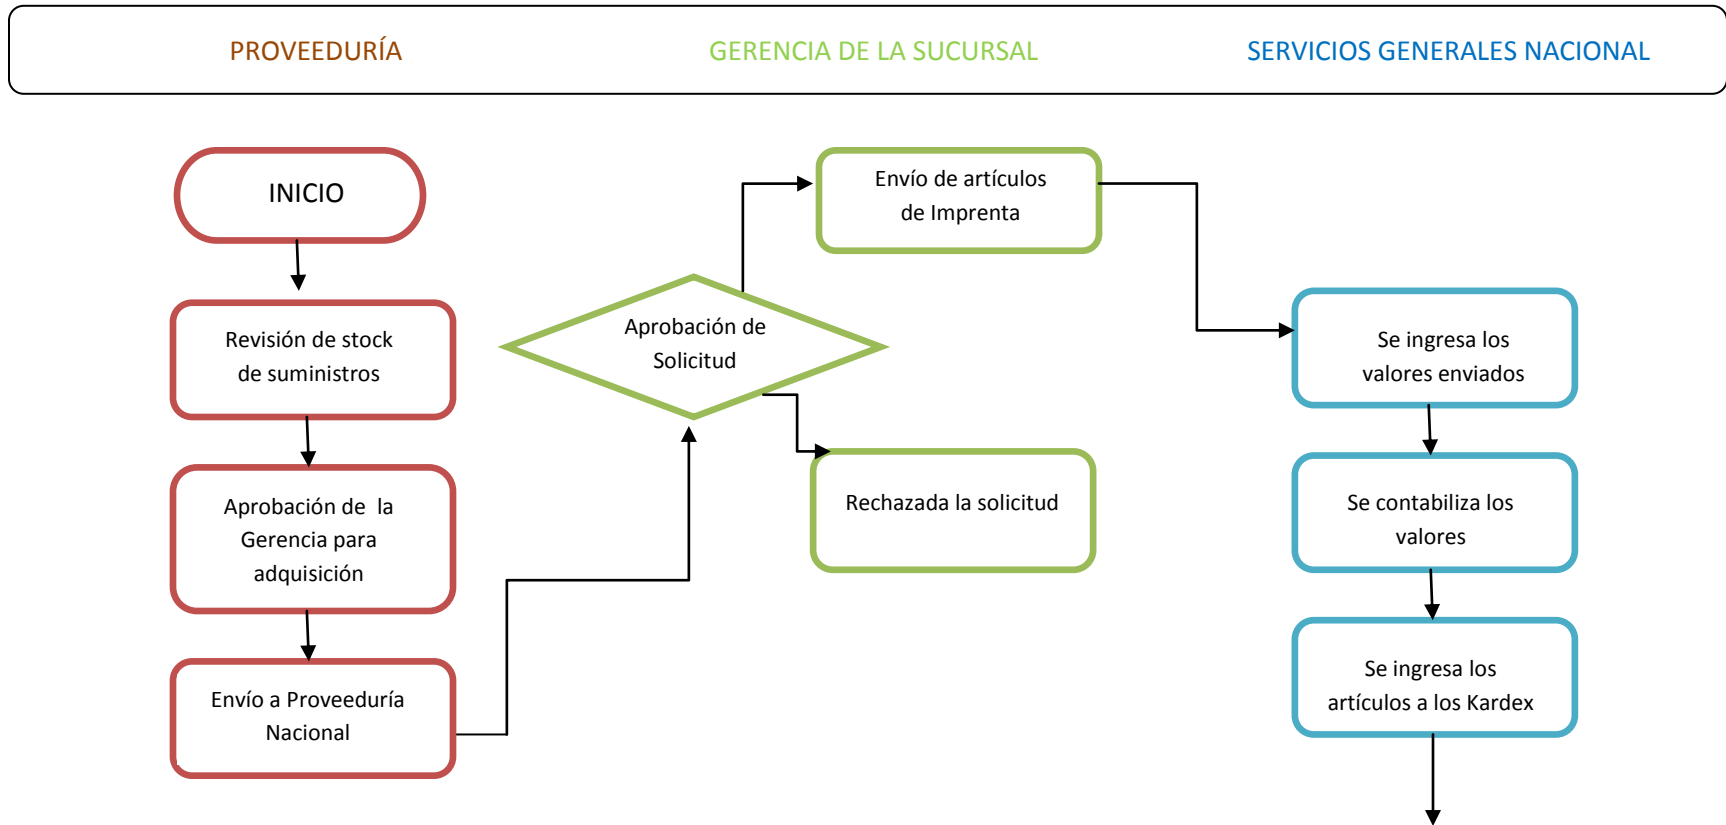 PROVEEDURÍA
GERENCIA DE LA SUCURSAL
SERVICIOS GENERALES NACIONAL
INICIO
Revisión de stock
de suministros
Aprobación de la
Gerencia para
adquisición
Envío a Proveeduría
Nacional
Aprobación de
Solicitud
Envío de artículos
de Imprenta
Rechazada la solicitud
Se ingresa los
valores enviados
Se contabiliza los
valores
Se ingresa los
artículos a los Kardex